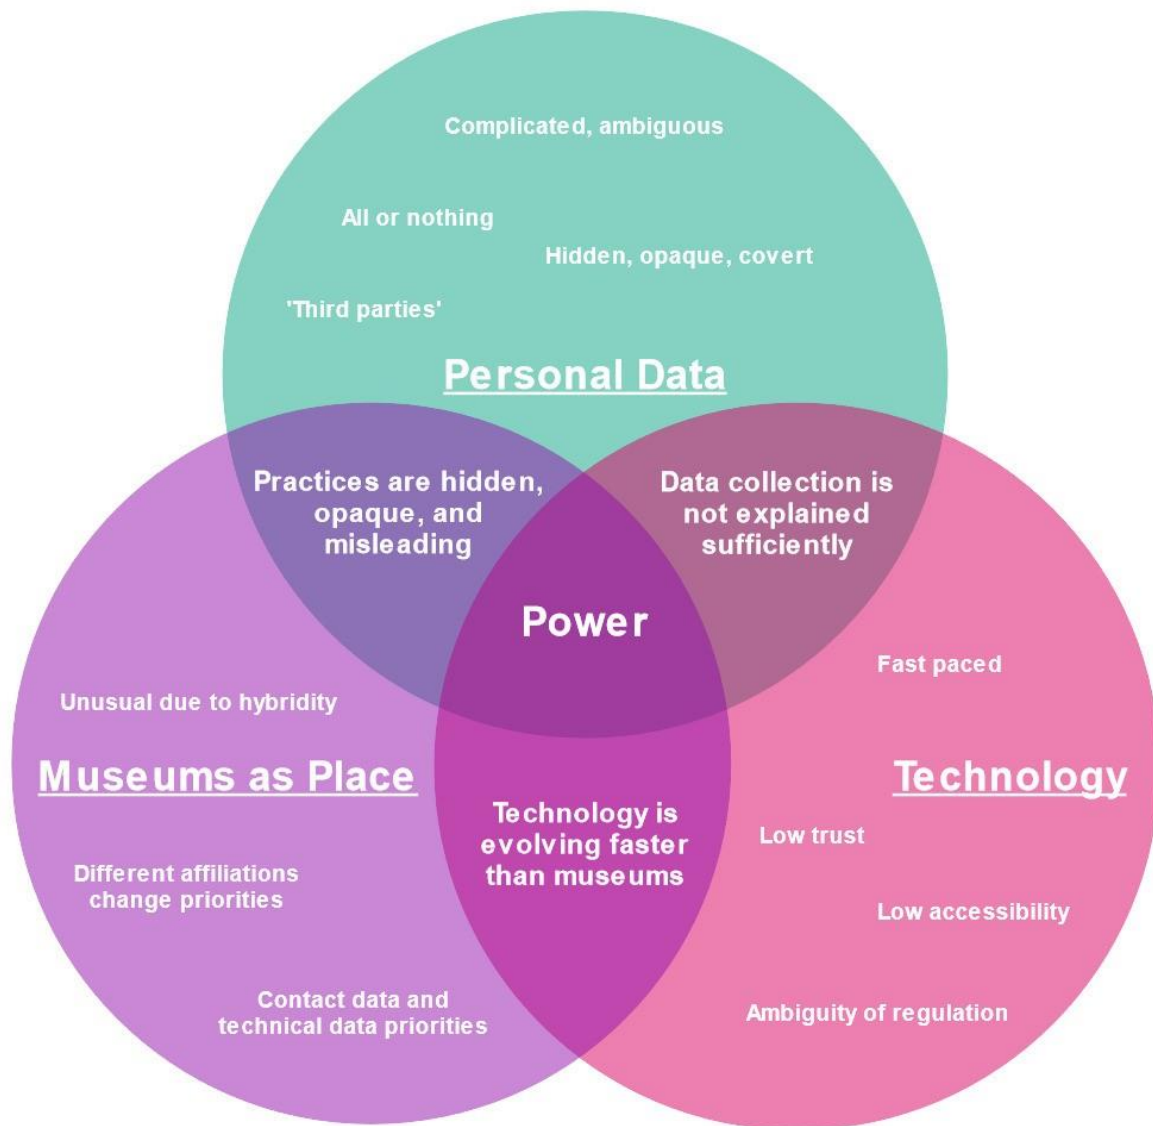 Complicated, ambiguous
All or nothing
Hidden, opaque, covert
'Third parties'
Personal Data
Practices are hidden,
opaque, and
misleading
Data collection is
not explained
sufficiently
Power
Fast paced
Unusual due to hybridity
Museums as Place
Technology
Technology is
evolving faster
than museums
Low trust
Different affiliations
change priorities
Low accessibility
Contact data and
technical data priorities
Ambiguity of regulation